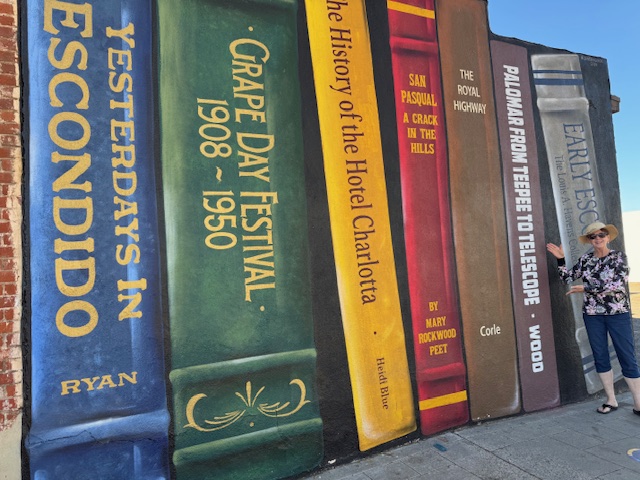 YESTERDAYS IN
ESCONDIDO
RYAN
GRAPE DAY FESTIVAL
1908 ~ 1950
The History of the Hotel Charlotta
Heidi Blue
SAN
PASQUAL
A CRACK
IN THE
HILLS
BY
MARY
ROCKWOOD
PEET
THE
ROYAL
HIGHWAY
Corle
PALOMAR FROM TEEPEE TO TELESCOPE • WOOD
EARLY
The Louis A.